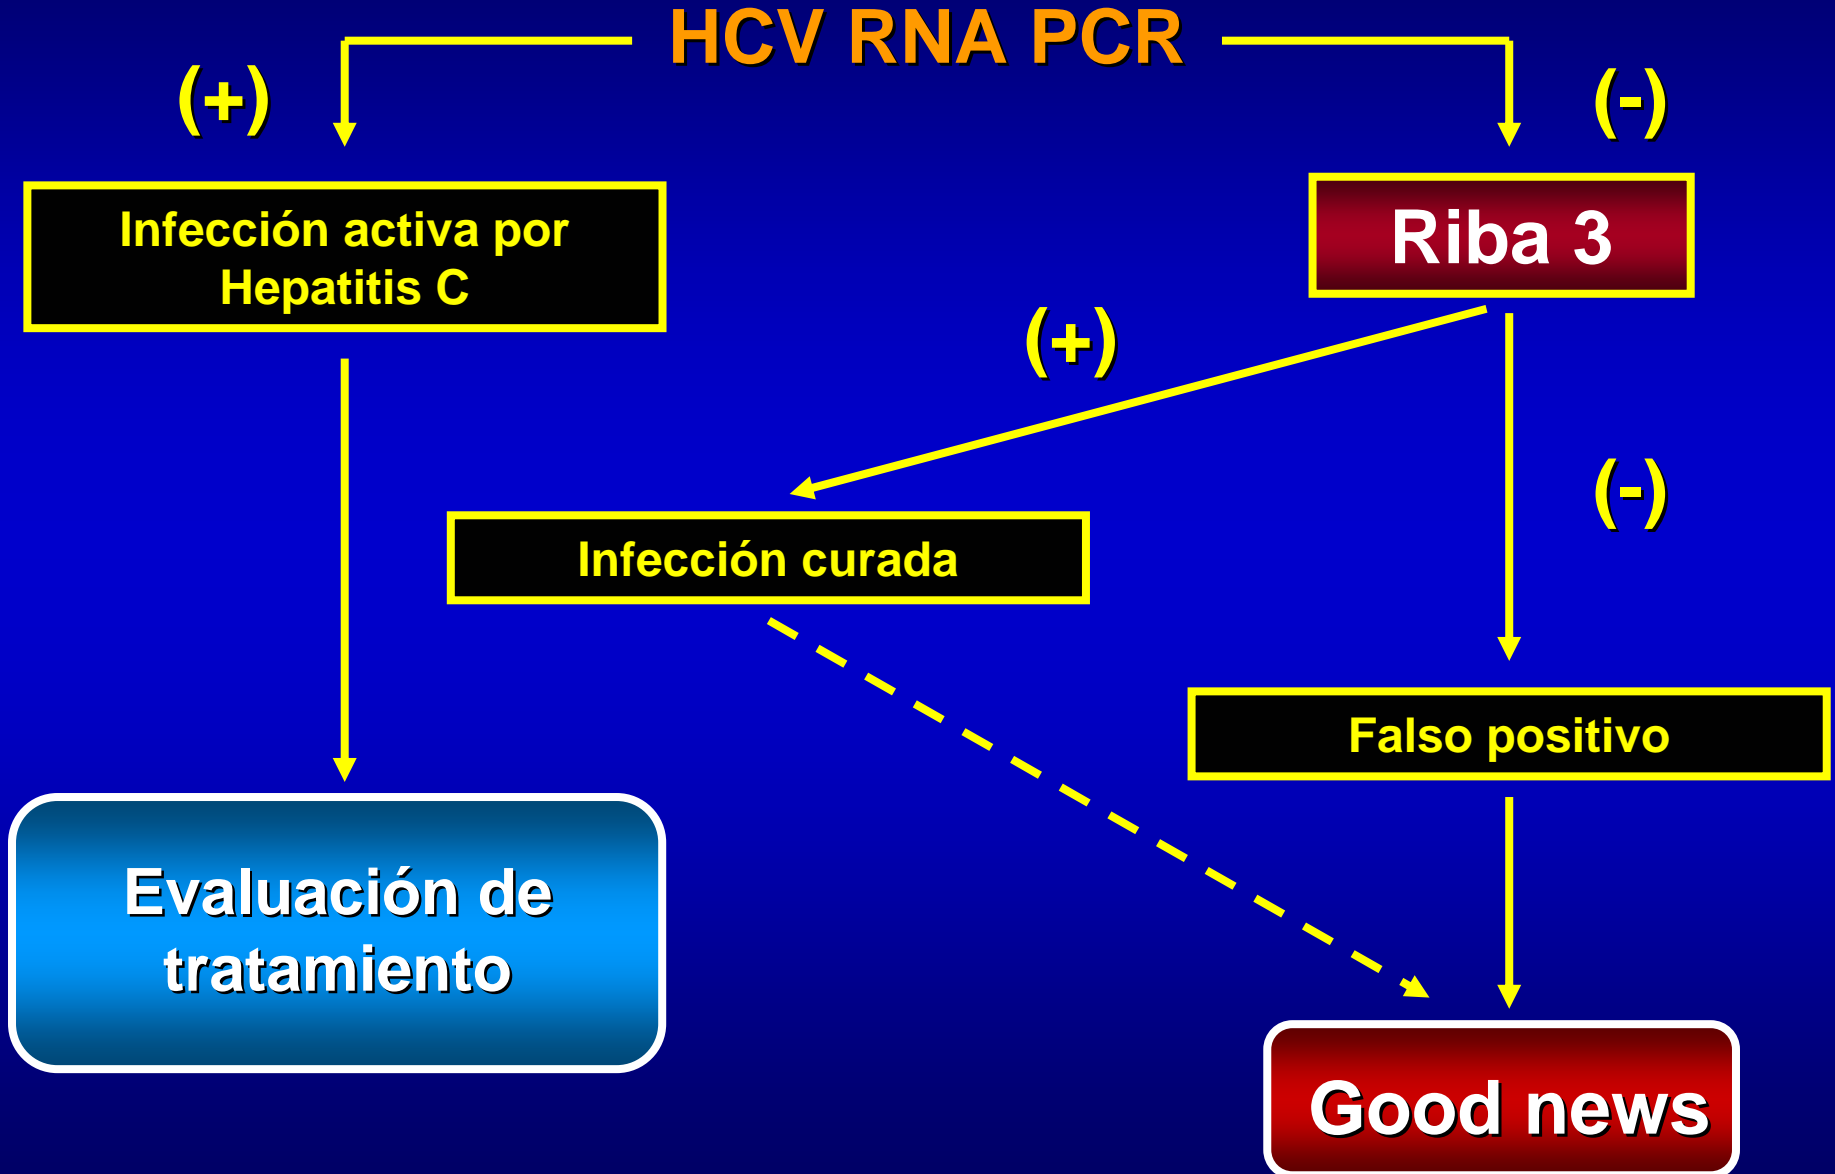 HCV RNA PCR
(+)
(-)
Infección activa por
Hepatitis C
Riba 3
(+)
(-)
Infección curada
Falso positivo
Evaluación de
tratamiento
Good news